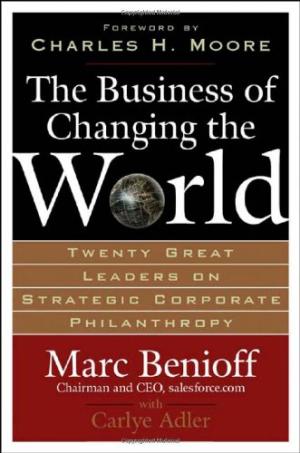 FOREWORD BY
CHARLES H. MOORE
The Business of
Changing the
World
TWENTY GREAT
LEADERS ON
STRATEGIC CORPORATE
PHILANTHROPY
Marc Benioff
Chairman and CEO, salesforce.com
with
Carlye Adler